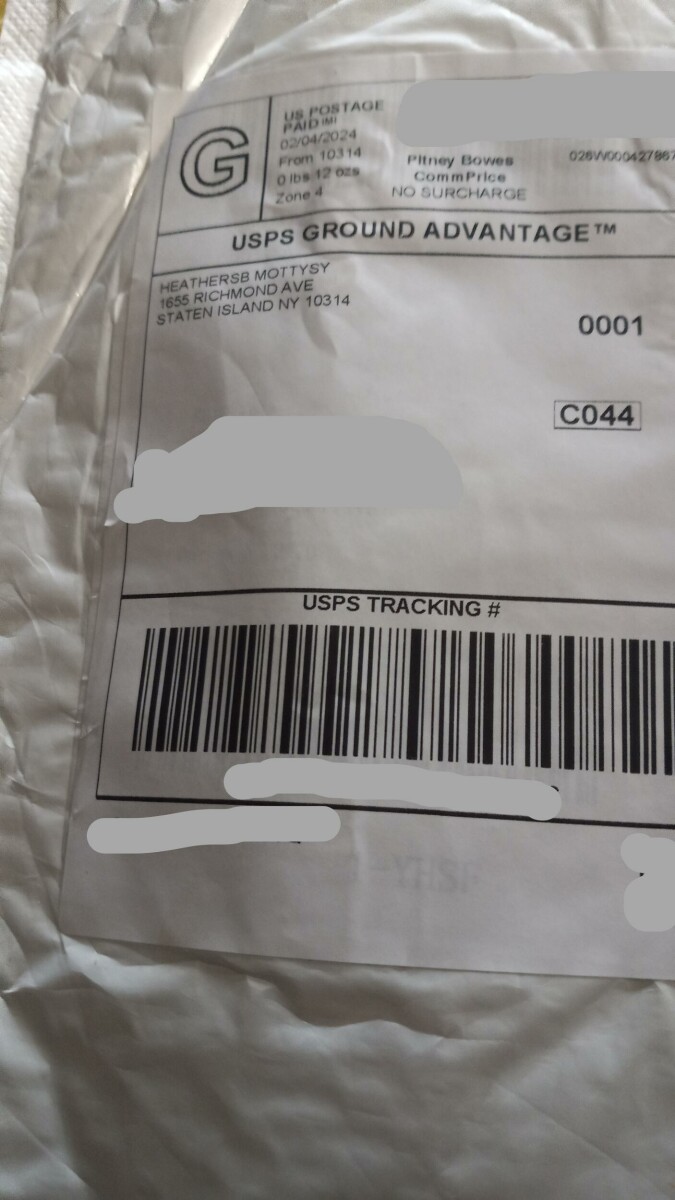 G
US POSTAGE
PAID IMI
02/04/2024
From 10314
0 lbs 12 ozs
Zone 4
Pitney Bowes
CommPrice
NO SURCHARGE
026W000427867
USPS GROUND ADVANTAGE™
HEATHERSB MOTTYSY
1655 RICHMOND AVE
STATEN ISLAND NY 10314
0001
C044
USPS TRACKING #